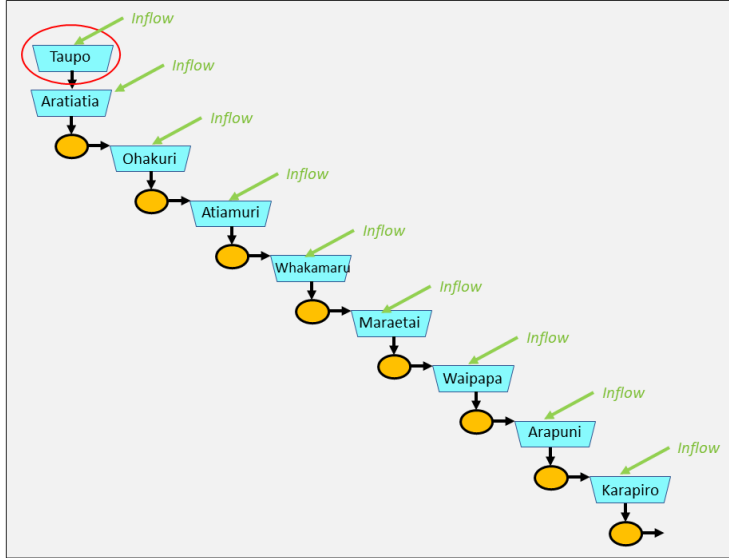 Inflow
Taupo
Inflow
Aratiatia
Inflow
Ohakuri
Inflow
Atiamuri
Inflow
Whakamaru
Inflow
Maraetai
Inflow
Waipapa
Inflow
Arapuni
Inflow
Karapiro